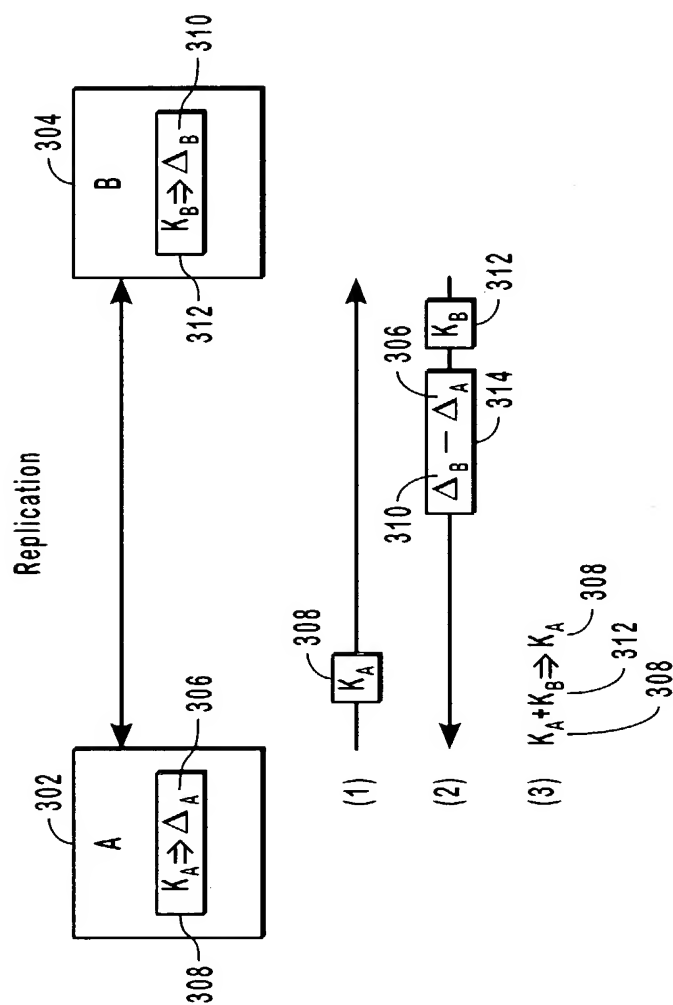 Replication
302
304
A
B
K_A ⇒ Δ_A
K_B ⇒ Δ_B
308
306
312
310
(1)
K_A
308
(2)
Δ_B − Δ_A
K_B
310
306
314
312
(3)
K_A + K_B ⇒ K_A
308
312
308